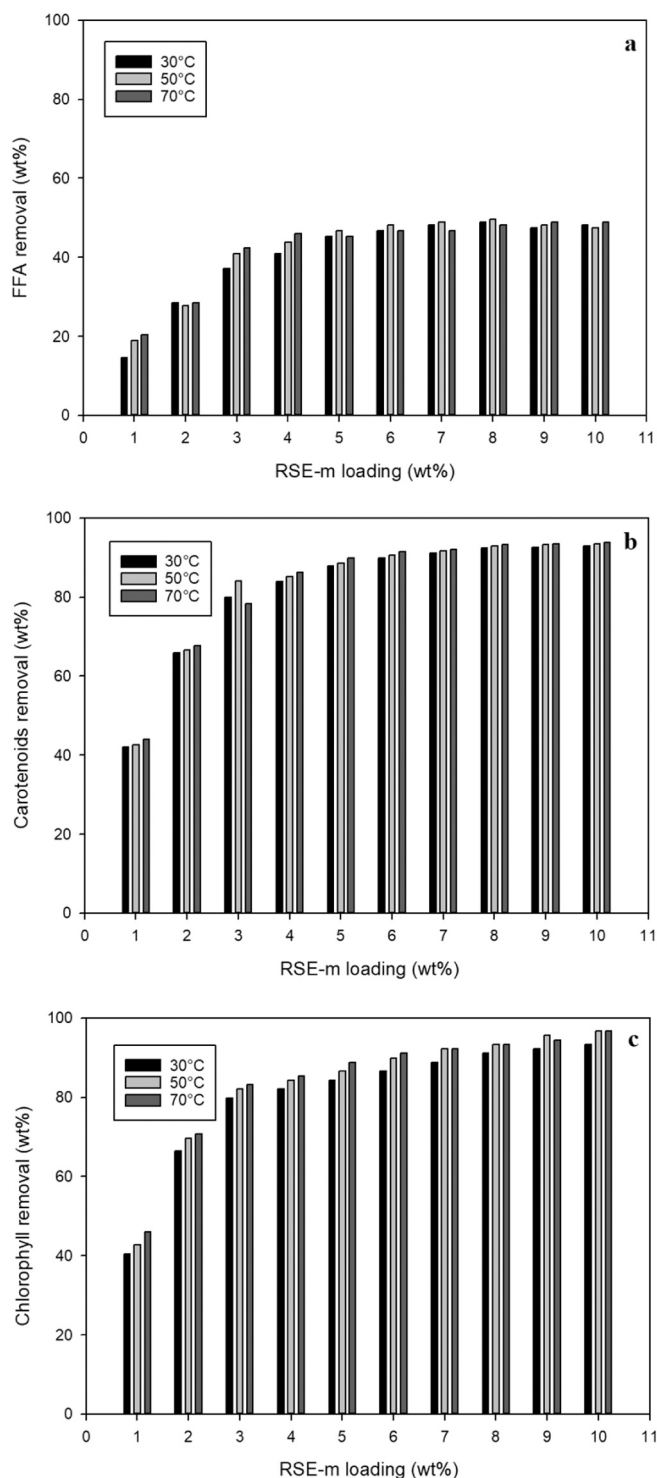 a
30°C
50°C
70°C
FFA removal (wt%)
100
80
60
40
20
0
0 1 2 3 4 5 6 7 8 9 10 11
RSE-m loading (wt%)
b
30°C
50°C
70°C
Carotenoids removal (wt%)
100
80
60
40
20
0
0 1 2 3 4 5 6 7 8 9 10 11
RSE-m loading (wt%)
c
30°C
50°C
70°C
Chlorophyll removal (wt%)
100
80
60
40
20
0
0 1 2 3 4 5 6 7 8 9 10 11
RSE-m loading (wt%)